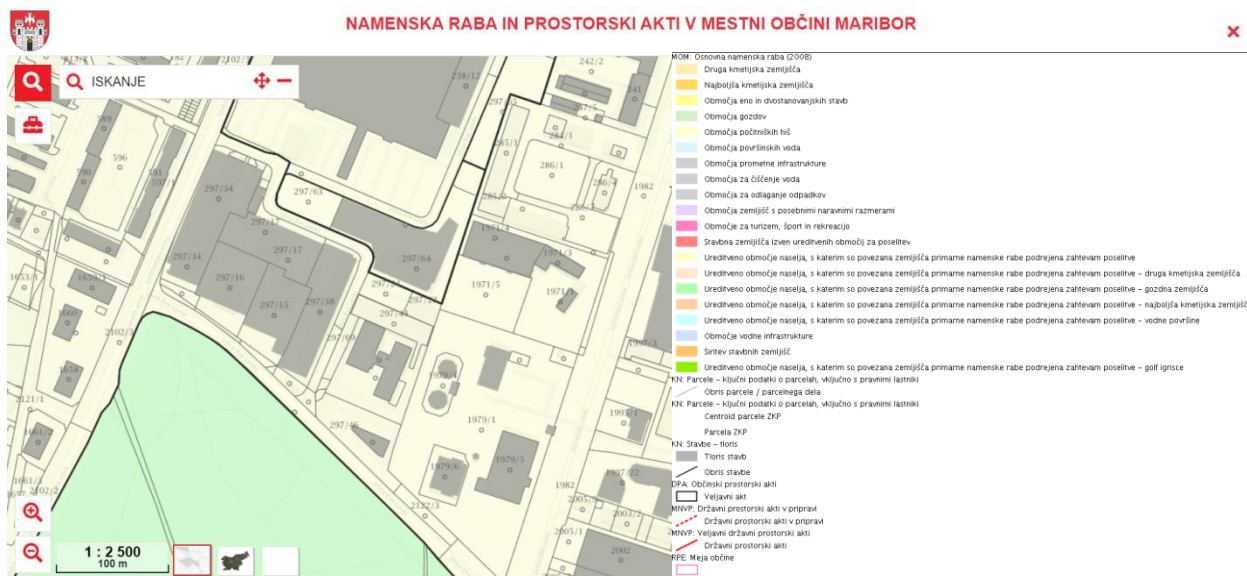 NAMENSKA RABA IN PROSTORSKI AKTI V MESTNI OBČINI MARIBOR
ISKANJE
2102/
238/12
242/2
241
589
596
590
297/34
297/63
286/1
1982
297/17
297/34
297/17
297/64
1971/3
1971/5
297/16
297/15
297/38
2102/3
1979/1
297/46
1979/6
1979/5
1982
2122/3
2002
1 : 2 500
100 m
MOM: Osnovna namenska raba (2008)
Druga kmetijska zemljišča
Najboljša kmetijska zemljišča
Območja eno in dvostanovanjskih stavb
Območja gozdov
Območja počitniških hiš
Območja površinskih voda
Območja prometne infrastrukture
Območja za čiščenje voda
Območja za odlaganje odpadkov
Območja zemljišč s posebnimi naravnimi razmerami
Območje za turizem, šport in rekreacijo
Stavbna zemljišča izven ureditvenih območij za poselitev
Ureditveno območje naselja, s katerim so povezana zemljišča primarne namenske rabe podrejena zahtevam poselitve
Ureditveno območje naselja, s katerim so povezana zemljišča primarne namenske rabe podrejena zahtevam poselitve – druga kmetijska zemljišča
Ureditveno območje naselja, s katerim so povezana zemljišča primarne namenske rabe podrejena zahtevam poselitve – gozdna zemljišča
Ureditveno območje naselja, s katerim so povezana zemljišča primarne namenske rabe podrejena zahtevam poselitve – najboljša kmetijska zemljišč
Ureditveno območje naselja, s katerim so povezana zemljišča primarne namenske rabe podrejena zahtevam poselitve – vodne površine
Območje vodne infrastrukture
Širitev stavbnih zemljišč
Ureditveno območje naselja, s katerim so povezana zemljišča primarne namenske rabe podrejena zahtevam poselitve – golf igrisce
KN: Parcele – ključni podatki o parcelah, vključno s pravnimi lastniki
Obris parcele / parcelnega dela
KN: Parcele – ključni podatki o parcelah, vključno s pravnimi lastniki
Centroid parcele ZKP
Parcela ZKP
KN: Stavbe – tloris
Tloris stavb
Obris stavbe
DPA: Občinski prostorski akti
Veljavni akt
MNVP: Državni prostorski akti v pripravi
Državni prostorski akti v pripravi
MNVP: Veljavni državni prostorski akti
Državni prostorski akti
RPE: Meja občine